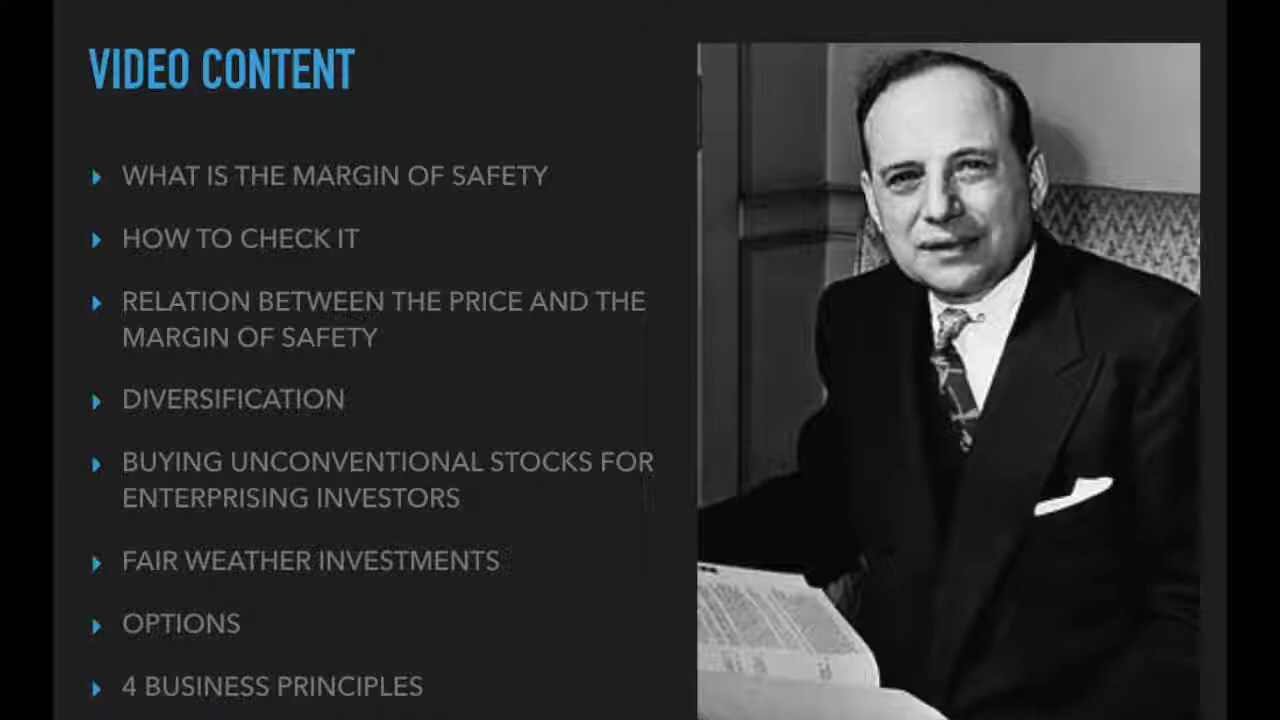 VIDEO CONTENT
WHAT IS THE MARGIN OF SAFETY
HOW TO CHECK IT
RELATION BETWEEN THE PRICE AND THE
MARGIN OF SAFETY
DIVERSIFICATION
BUYING UNCONVENTIONAL STOCKS FOR
ENTERPRISING INVESTORS
FAIR WEATHER INVESTMENTS
OPTIONS
4 BUSINESS PRINCIPLES